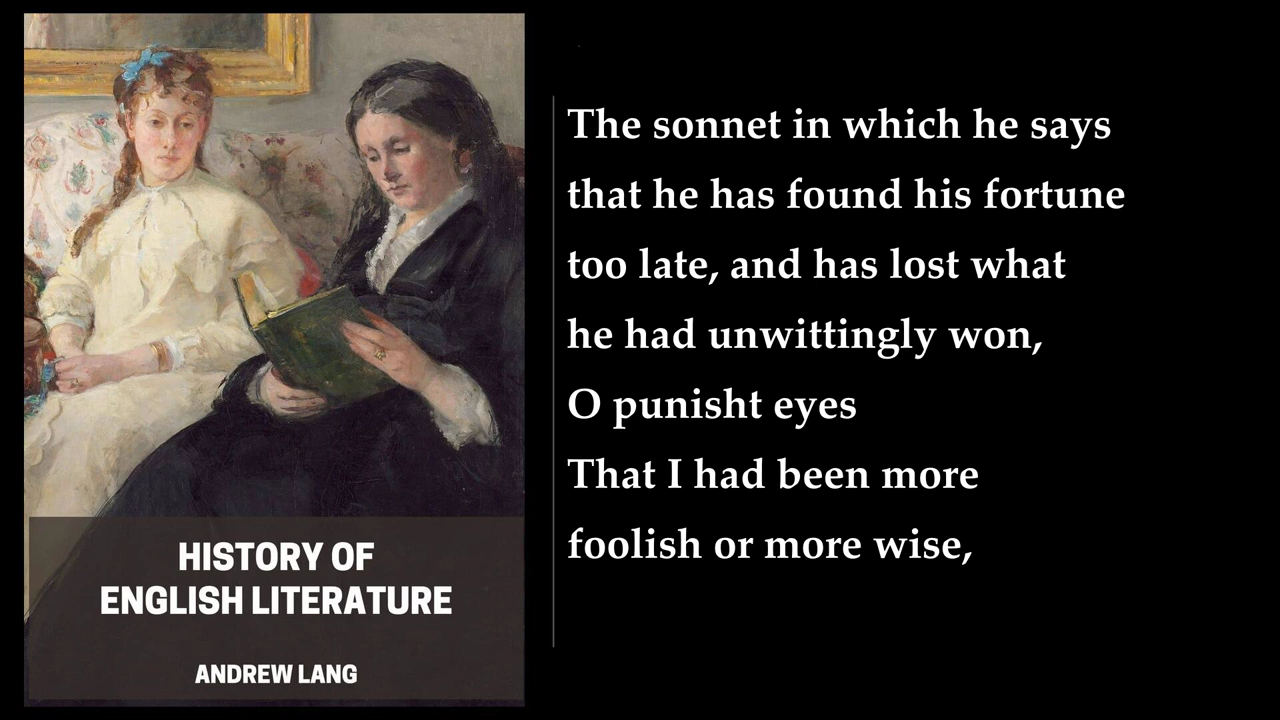 HISTORY OF
ENGLISH LITERATURE
ANDREW LANG
The sonnet in which he says
that he has found his fortune
too late, and has lost what
he had unwittingly won,
O punisht eyes
That I had been more
foolish or more wise,